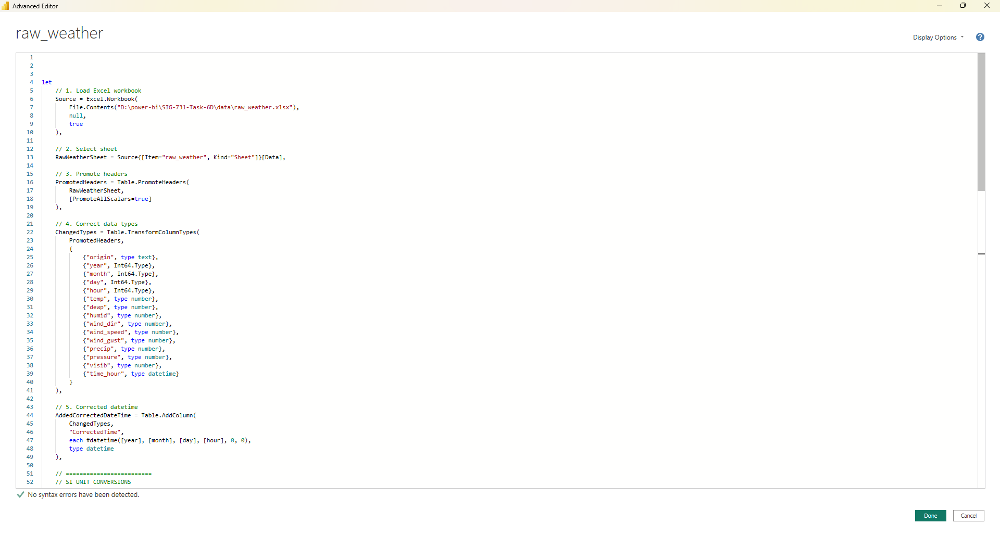 Advanced Editor
raw_weather
Display Options
?
1
2
3
4 let
5 // 1. Load Excel workbook
6 Source = Excel.Workbook(
7 File.Contents("D:\power-bi\SIG-731-Task-6D\data\raw_weather.xlsx"),
8 null,
9 true
10 ),
11
12 // 2. Select sheet
13 RawWeatherSheet = Source{[Item="raw_weather", Kind="Sheet"]}[Data],
14
15 // 3. Promote headers
16 PromotedHeaders = Table.PromoteHeaders(
17 RawWeatherSheet,
18 [PromoteAllScalars=true]
19 ),
20
21 // 4. Correct data types
22 ChangedTypes = Table.TransformColumnTypes(
23 PromotedHeaders,
24 {
25 {"origin", type text},
26 {"year", Int64.Type},
27 {"month", Int64.Type},
28 {"day", Int64.Type},
29 {"hour", Int64.Type},
30 {"temp", type number},
31 {"dewp", type number},
32 {"humid", type number},
33 {"wind_dir", type number},
34 {"wind_speed", type number},
35 {"wind_gust", type number},
36 {"precip", type number},
37 {"pressure", type number},
38 {"visib", type number},
39 {"time_hour", type datetime}
40 }
41 ),
42
43 // 5. Corrected datetime
44 AddedCorrectedDateTime = Table.AddColumn(
45 ChangedTypes,
46 "CorrectedTime",
47 each #datetime([year], [month], [day], [hour], 0, 0),
48 type datetime
49 ),
50
51 // =========================
52 // SI UNIT CONVERSIONS
No syntax errors have been detected.
Done
Cancel